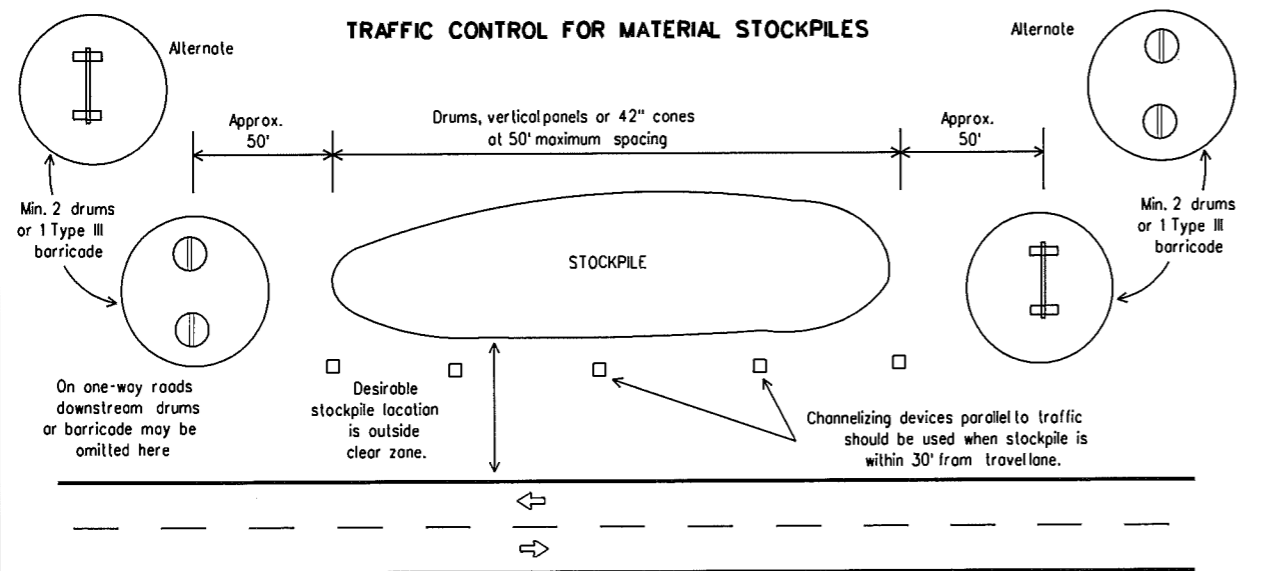 TRAFFIC CONTROL FOR MATERIAL STOCKPILES
Alternate
Alternate
Approx.
50'
Drums, vertical panels or 42" cones
at 50' maximum spacing
Approx.
50'
Min. 2 drums
or 1 Type III
barricade
Min. 2 drums
or 1 Type III
barricade
STOCKPILE
On one-way roads
downstream drums
or barricade may be
omitted here
Desirable
stockpile location
is outside
clear zone.
Channelizing devices parallel to traffic
should be used when stockpile is
within 30' from travel lane.